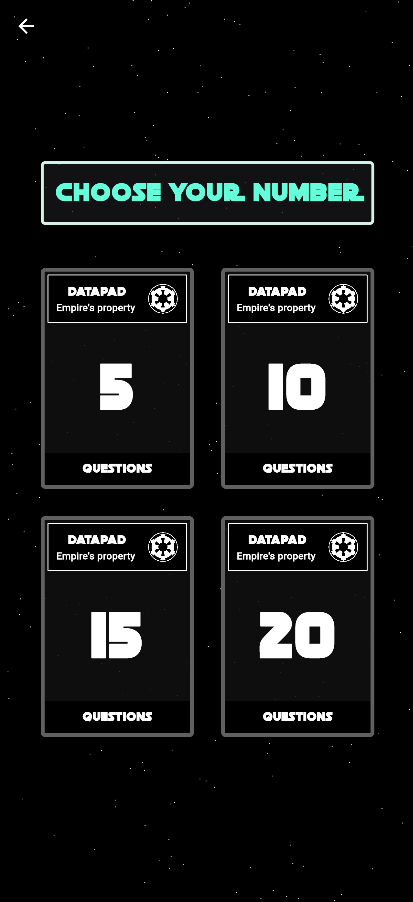 CHOOSE YOUR NUMBER
DATAPAD
Empire's property
5
QUESTIONS
DATAPAD
Empire's property
10
QUESTIONS
DATAPAD
Empire's property
15
QUESTIONS
DATAPAD
Empire's property
20
QUESTIONS